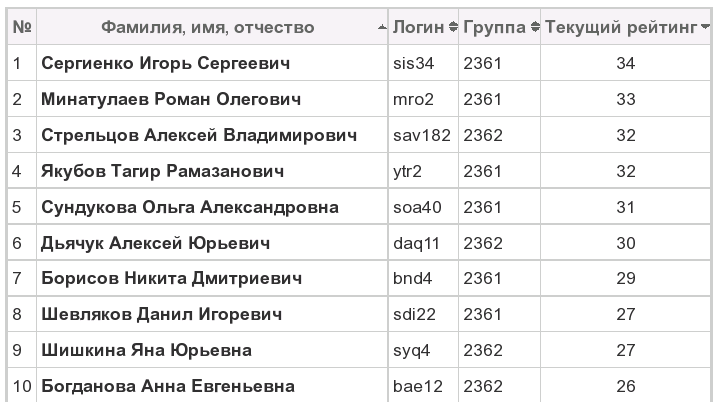 № Фамилия, имя, отчество Логин Группа Текущий рейтинг
1 Сергиенко Игорь Сергеевич sis34 2361 34
2 Минатулаев Роман Олегович mro2 2361 33
3 Стрельцов Алексей Владимирович sav182 2362 32
4 Якубов Тагир Рамазанович ytr2 2361 32
5 Сундукова Ольга Александровна soa40 2361 31
6 Дьячук Алексей Юрьевич daq11 2362 30
7 Борисов Никита Дмитриевич bnd4 2361 29
8 Шевляков Данил Игоревич sdi22 2361 27
9 Шишкина Яна Юрьевна syq4 2362 27
10 Богданова Анна Евгеньевна bae12 2362 26